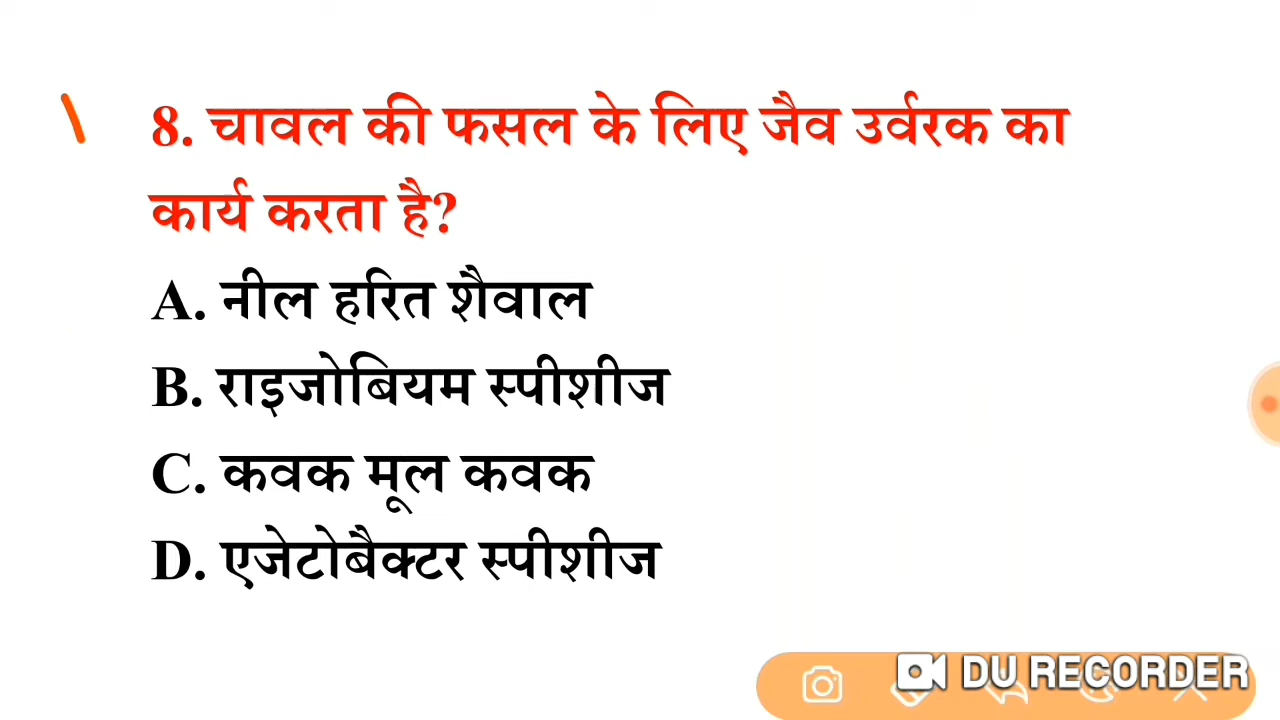 8. चावल की फसल के लिए जैव उर्वरक का
कार्य करता है?
A. नील हरित शैवाल
B. राइजोबियम स्पीशीज
C. कवक मूल कवक
D. एजेटोबैक्टर स्पीशीज
DU RECORDER